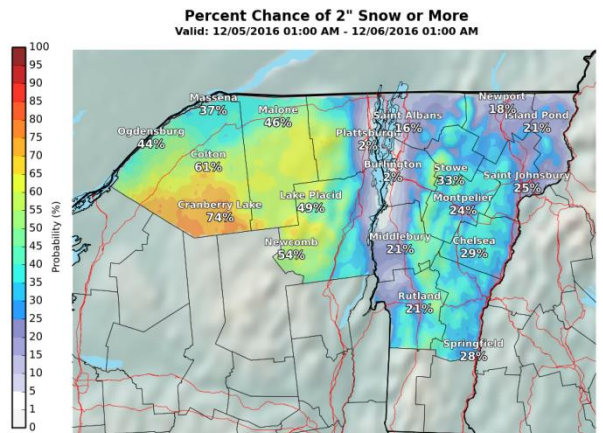 Percent Chance of 2" Snow or More
Valid: 12/05/2016 01:00 AM - 12/06/2016 01:00 AM
100
95
90
85
80
75
70
65
60
55
50
45
40
35
30
25
20
15
10
5
1
0
Probability (%)
Massena
37%
Malone
46%
Ogdensburg
44%
Colton
61%
Cranberry Lake
74%
Lake Placid
49%
Newcomb
54%
Plattsburgh
2%
Saint Albans
16%
Newport
18%
Island Pond
21%
Burlington
2%
Stowe
33%
Saint Johnsbury
25%
Montpelier
24%
Middlebury
21%
Chelsea
29%
Rutland
21%
Springfield
28%